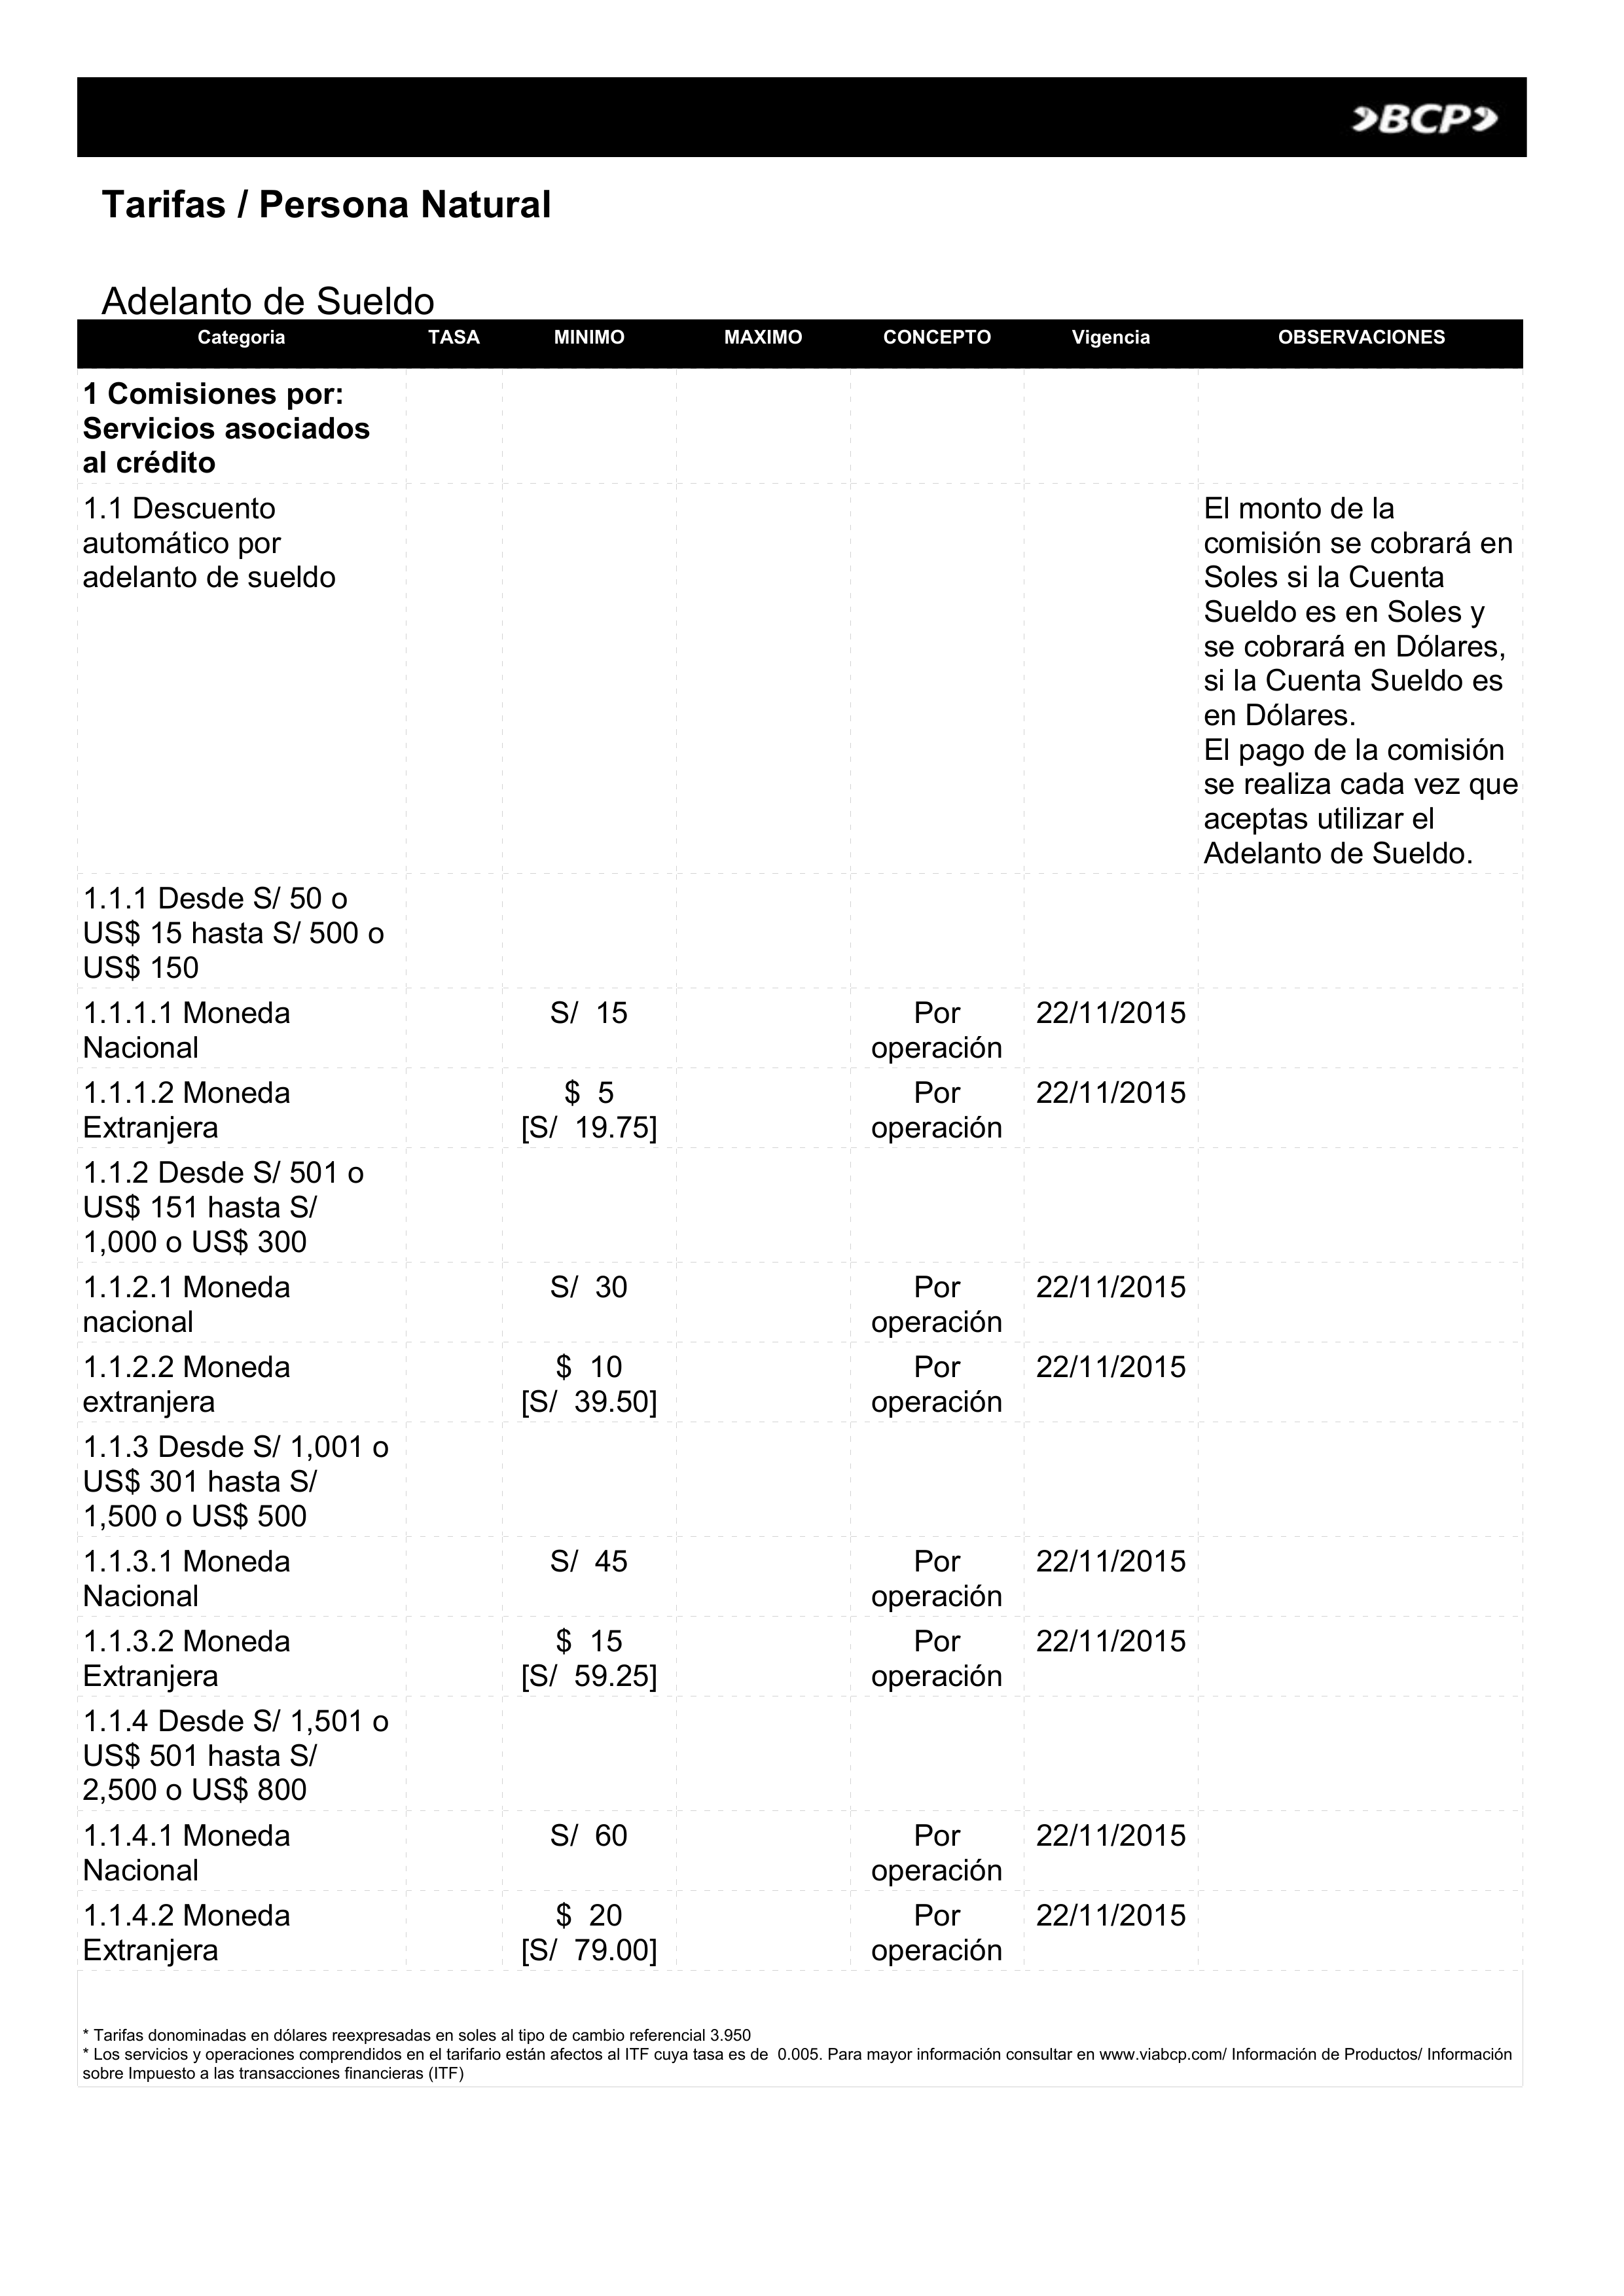 BCP
Tarifas / Persona Natural
Adelanto de Sueldo
Categoria TASA MINIMO MAXIMO CONCEPTO Vigencia OBSERVACIONES
1 Comisiones por:
Servicios asociados
al crédito
1.1 Descuento
automático por
adelanto de sueldo
El monto de la
comisión se cobrará en
Soles si la Cuenta
Sueldo es en Soles y
se cobrará en Dólares,
si la Cuenta Sueldo es
en Dólares.
El pago de la comisión
se realiza cada vez que
aceptas utilizar el
Adelanto de Sueldo.
1.1.1 Desde S/ 50 o
US$ 15 hasta S/ 500 o
US$ 150
1.1.1.1 Moneda S/ 15 Por 22/11/2015
Nacional operación
1.1.1.2 Moneda $ 5 Por 22/11/2015
Extranjera [S/ 19.75] operación
1.1.2 Desde S/ 501 o
US$ 151 hasta S/
1,000 o US$ 300
1.1.2.1 Moneda S/ 30 Por 22/11/2015
nacional operación
1.1.2.2 Moneda $ 10 Por 22/11/2015
extranjera [S/ 39.50] operación
1.1.3 Desde S/ 1,001 o
US$ 301 hasta S/
1,500 o US$ 500
1.1.3.1 Moneda S/ 45 Por 22/11/2015
Nacional operación
1.1.3.2 Moneda $ 15 Por 22/11/2015
Extranjera [S/ 59.25] operación
1.1.4 Desde S/ 1,501 o
US$ 501 hasta S/
2,500 o US$ 800
1.1.4.1 Moneda S/ 60 Por 22/11/2015
Nacional operación
1.1.4.2 Moneda $ 20 Por 22/11/2015
Extranjera [S/ 79.00] operación
* Tarifas donominadas en dólares reexpresadas en soles al tipo de cambio referencial 3.950
* Los servicios y operaciones comprendidos en el tarifario están afectos al ITF cuya tasa es de 0.005. Para mayor información consultar en www.viabcp.com/ Información de Productos/ Información
sobre Impuesto a las transacciones financieras (ITF)